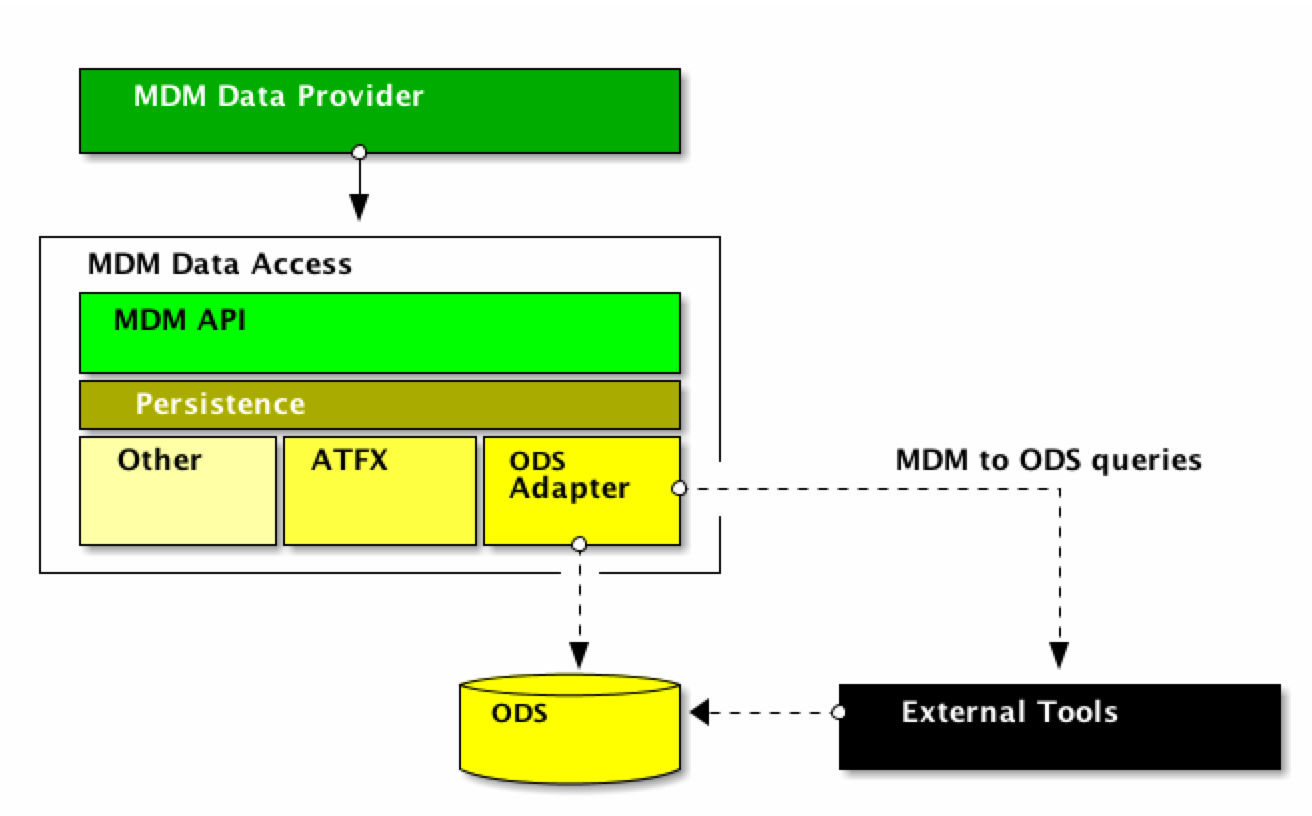 MDM Data Provider
MDM Data Access
MDM API
Persistence
Other
ATFX
ODS
Adapter
MDM to ODS queries
ODS
External Tools